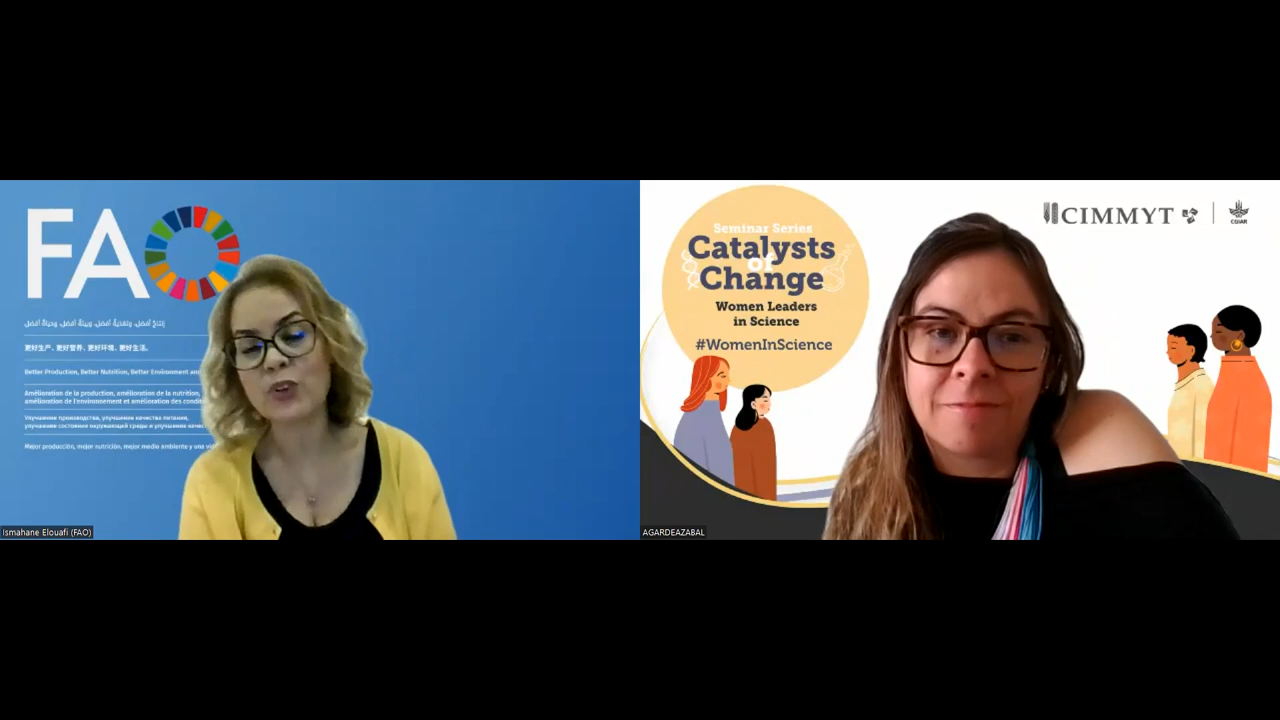 FAO
إنتاج أفضل، وتغذية أفضل، وبيئة أفضل، وحياة أفضل.
更好生产、更好营养、更好环境、更好生活。
Better Production, Better Nutrition, Better Environment an
Amélioration de la production, amélioration de la nutrition,
amélioration de l'environnement et amélioration des condit
Улучшение производства, улучшение качества питания,
улучшение состояния окружающей среды и улучшение качес
Mejor producción, mejor nutrición, mejor medio ambiente y una vid
Ismahane Elouafi (FAO)
Seminar Series
Catalysts
of
Change
Women Leaders
in Science
#WomenInScience
CIMMYT
CGIAR
AGARDEAZABAL